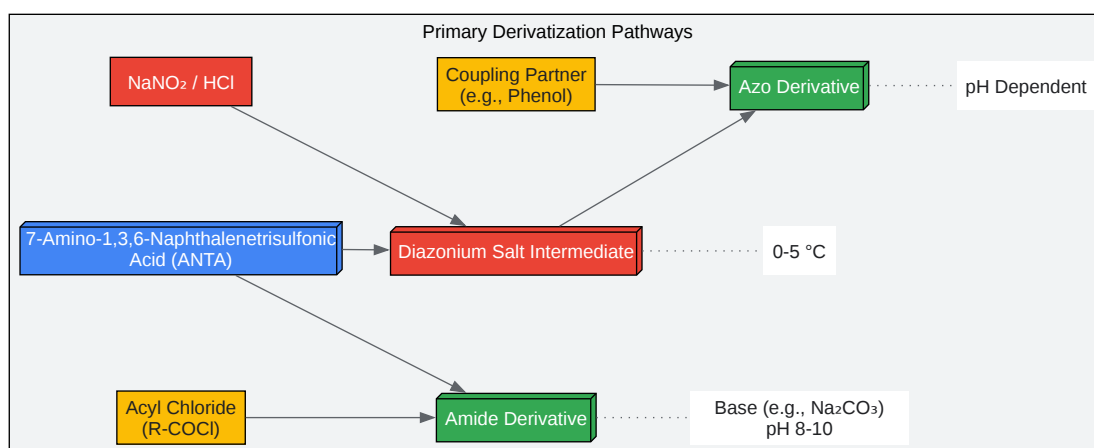 Primary Derivatization Pathways
NaNO₂ / HCl
Coupling Partner
(e.g., Phenol)
Azo Derivative
pH Dependent
7-Amino-1,3,6-Naphthalenetrisulfonic
Acid (ANTA)
Diazonium Salt Intermediate
0-5 °C
Acyl Chloride
(R-COCl)
Amide Derivative
Base (e.g., Na₂CO₃)
pH 8-10